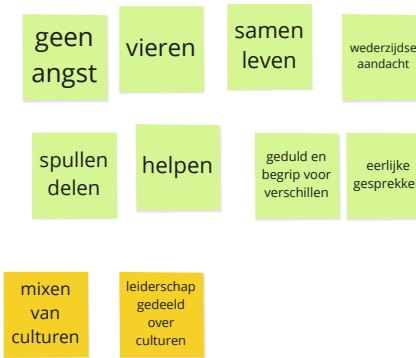 geen
angst
vieren
samen
leven
wederzijdse
aandacht
spullen
delen
helpen
geduld en
begrip voor
verschillen
eerlijke
gesprekke
mixen
van
culturen
leiderschap
gedeeld
over
culturen